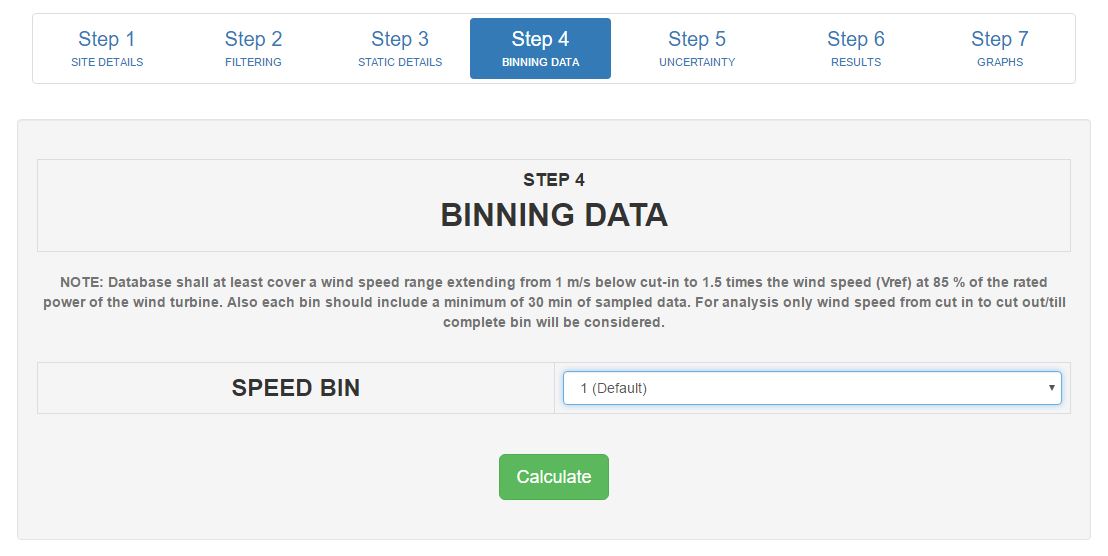 Step 1 Step 2 Step 3 Step 4 Step 5 Step 6 Step 7
SITE DETAILS FILTERING STATIC DETAILS BINNING DATA UNCERTAINTY RESULTS GRAPHS
STEP 4
BINNING DATA
NOTE: Database shall at least cover a wind speed range extending from 1 m/s below cut-in to 1.5 times the wind speed (Vref) at 85 % of the rated
power of the wind turbine. Also each bin should include a minimum of 30 min of sampled data. For analysis only wind speed from cut in to cut out/till
complete bin will be considered.
SPEED BIN 1 (Default)
Calculate